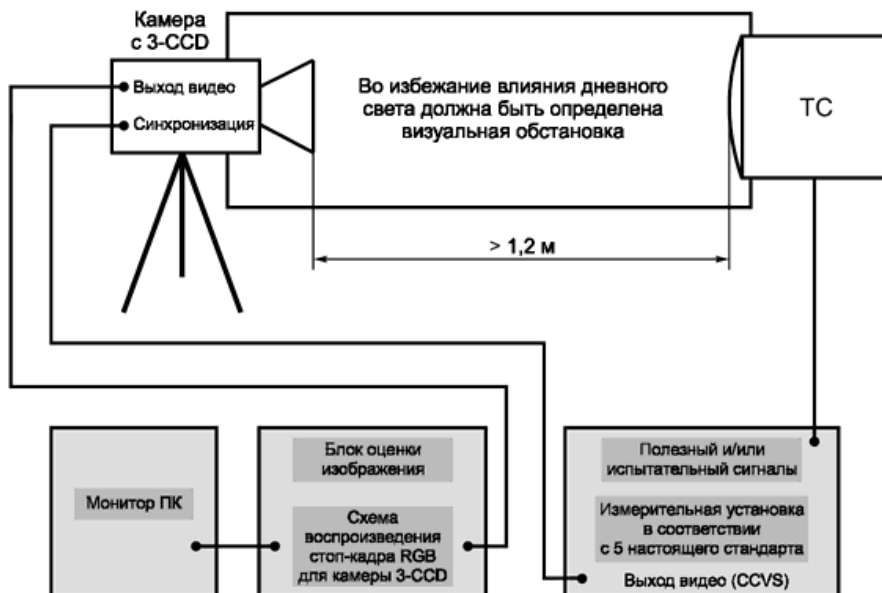 Камера
с 3-CCD
Выход видео
Синхронизация
Во избежание влияния дневного
света должна быть определена
визуальная обстановка
ТС
> 1,2 м
Монитор ПК
Блок оценки
изображения
Схема
воспроизведения
стоп-кадра RGB
для камеры 3-CCD
Полезный и/или
испытательный сигналы
Измерительная установка
в соответствии
с 5 настоящего стандарта
Выход видео (CCVS)